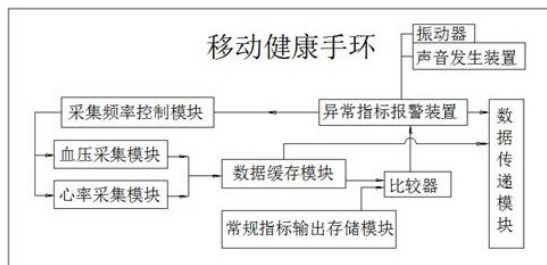 移动健康手环
振动器
声音发生装置
采集频率控制模块
异常指标报警装置
血压采集模块
数据缓存模块
心率采集模块
比较器
常规指标输出存储模块
数据传递模块